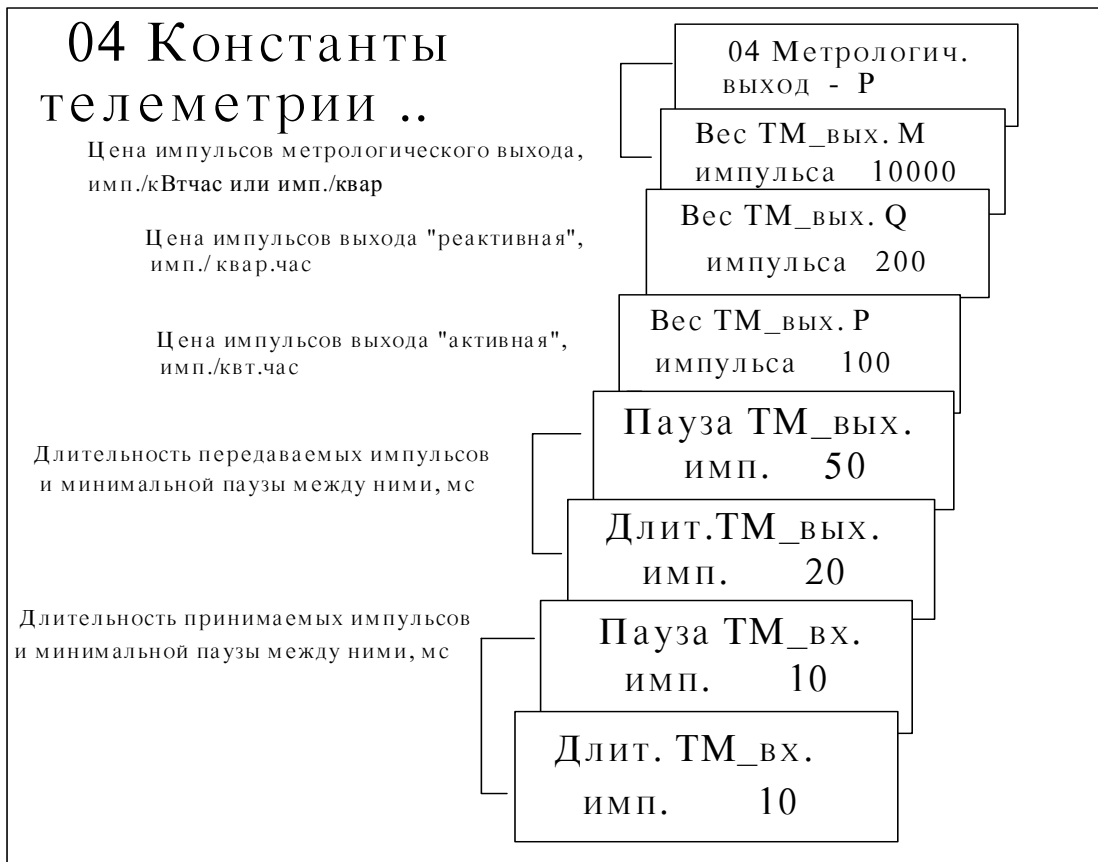 04 Константы
телеметрии ..
04 Метрологич.
выход - P
Цена импульсов метрологического выхода,
имп./кВтчас или имп./квар
Вес ТМ_вых. М
импульса 10000
Цена импульсов выхода "реактивная",
имп./ квар.час
Вес ТМ_вых. Q
импульса 200
Цена импульсов выхода "активная",
имп./квт.час
Вес ТМ_вых. Р
импульса 100
Пауза ТМ_вых.
имп. 50
Длительность передаваемых импульсов
и минимальной паузы между ними, мс
Длит.ТМ_вых.
имп. 20
Длительность принимаемых импульсов
и минимальной паузы между ними, мс
Пауза ТМ_вх.
имп. 10
Длит. ТМ_вх.
имп. 10